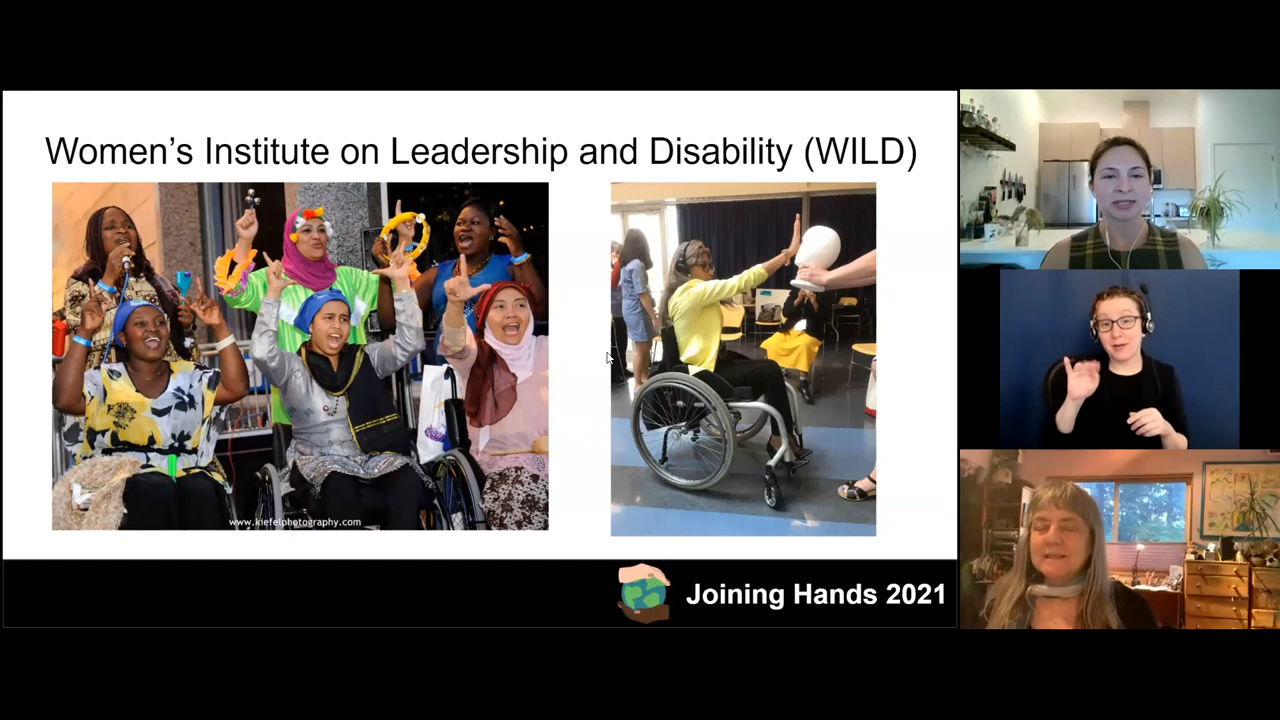 Women's Institute on Leadership and Disability (WILD)
www.kiefelphotography.com
Joining Hands 2021